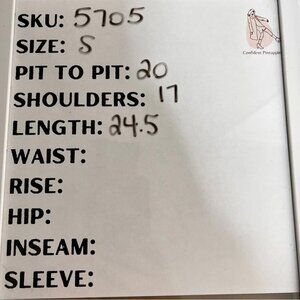 SKU: 5705
SIZE: S
PIT TO PIT: 20
SHOULDERS: 17
LENGTH: 24.5
WAIST:
RISE:
HIP:
INSEAM:
SLEEVE:
Confident Pineapple